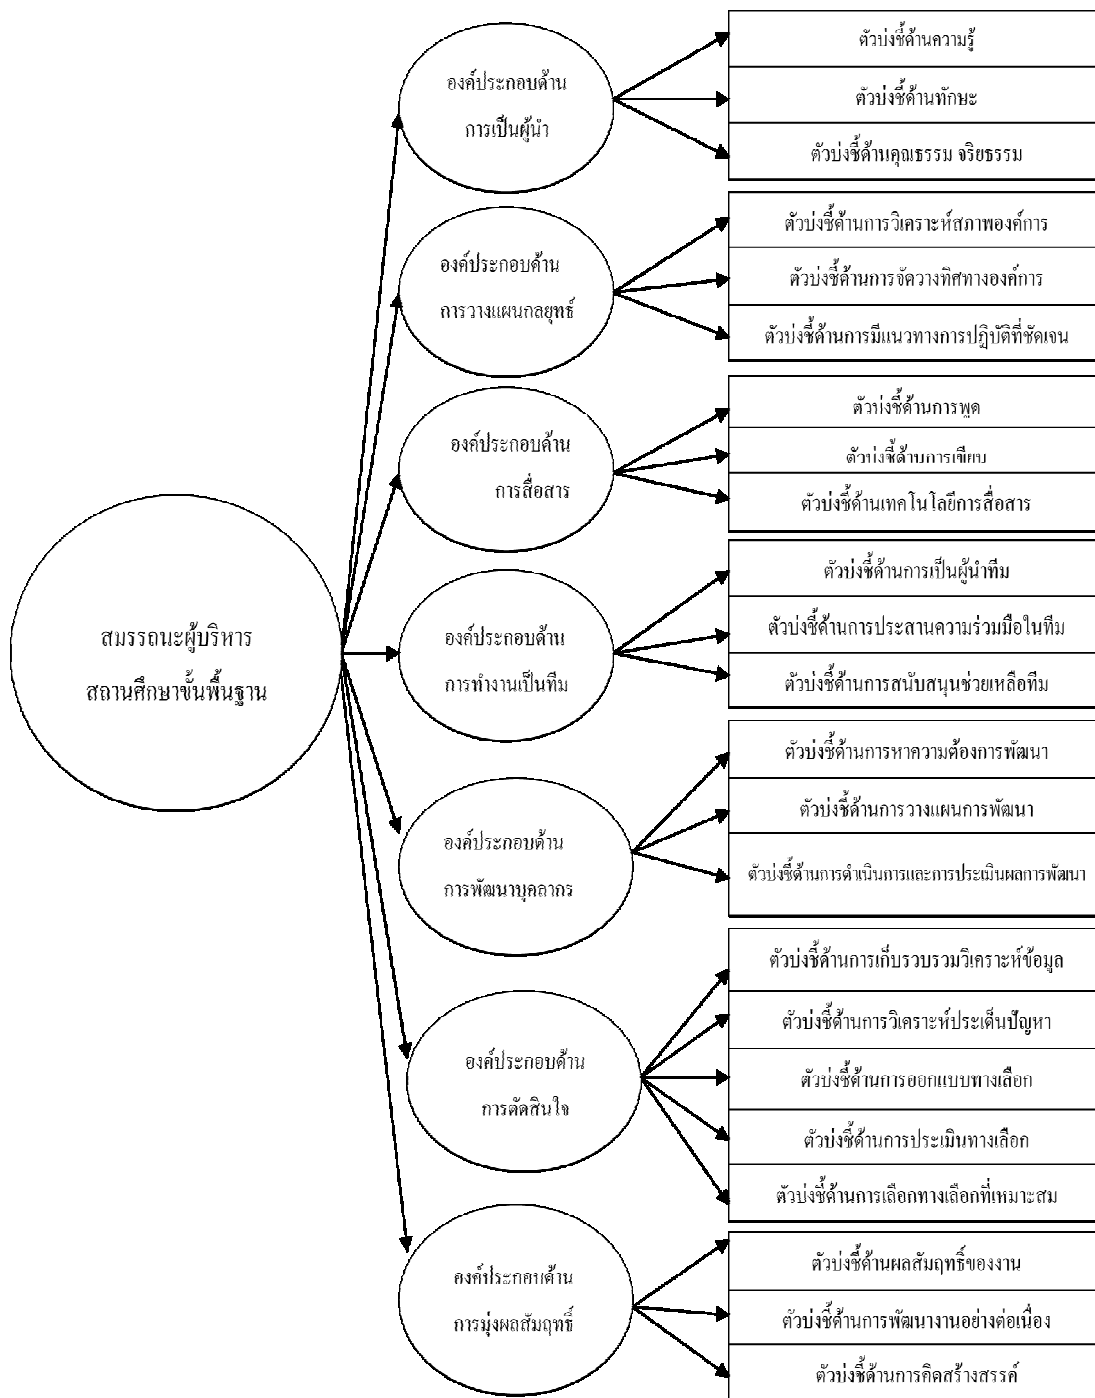 สมรรถนะผู้บริหาร
สถานศึกษาขั้นพื้นฐาน
องค์ประกอบด้าน
การเป็นผู้นำ
ตัวบ่งชี้ด้านความรู้
ตัวบ่งชี้ด้านทักษะ
ตัวบ่งชี้ด้านคุณธรรม จริยธรรม
องค์ประกอบด้าน
การวางแผนกลยุทธ์
ตัวบ่งชี้ด้านการวิเคราะห์สภาพองค์การ
ตัวบ่งชี้ด้านการจัดวางทิศทางองค์การ
ตัวบ่งชี้ด้านการมีแนวทางการปฏิบัติที่ชัดเจน
องค์ประกอบด้าน
การสื่อสาร
ตัวบ่งชี้ด้านการพูด
ตัวบ่งชี้ด้านการเขียน
ตัวบ่งชี้ด้านเทคโนโลยีการสื่อสาร
องค์ประกอบด้าน
การทำงานเป็นทีม
ตัวบ่งชี้ด้านการเป็นผู้นำทีม
ตัวบ่งชี้ด้านการประสานความร่วมมือในทีม
ตัวบ่งชี้ด้านการสนับสนุนช่วยเหลือทีม
องค์ประกอบด้าน
การพัฒนาบุคลากร
ตัวบ่งชี้ด้านการหาความต้องการพัฒนา
ตัวบ่งชี้ด้านการวางแผนการพัฒนา
ตัวบ่งชี้ด้านการดำเนินการและการประเมินผลการพัฒนา
องค์ประกอบด้าน
การตัดสินใจ
ตัวบ่งชี้ด้านการเก็บรวบรวมวิเคราะห์ข้อมูล
ตัวบ่งชี้ด้านการวิเคราะห์ประเด็นปัญหา
ตัวบ่งชี้ด้านการออกแบบทางเลือก
ตัวบ่งชี้ด้านการประเมินทางเลือก
ตัวบ่งชี้ด้านการเลือกทางเลือกที่เหมาะสม
องค์ประกอบด้าน
การมุ่งผลสัมฤทธิ์
ตัวบ่งชี้ด้านผลสัมฤทธิ์ของงาน
ตัวบ่งชี้ด้านการพัฒนางานอย่างต่อเนื่อง
ตัวบ่งชี้ด้านการคิดสร้างสรรค์